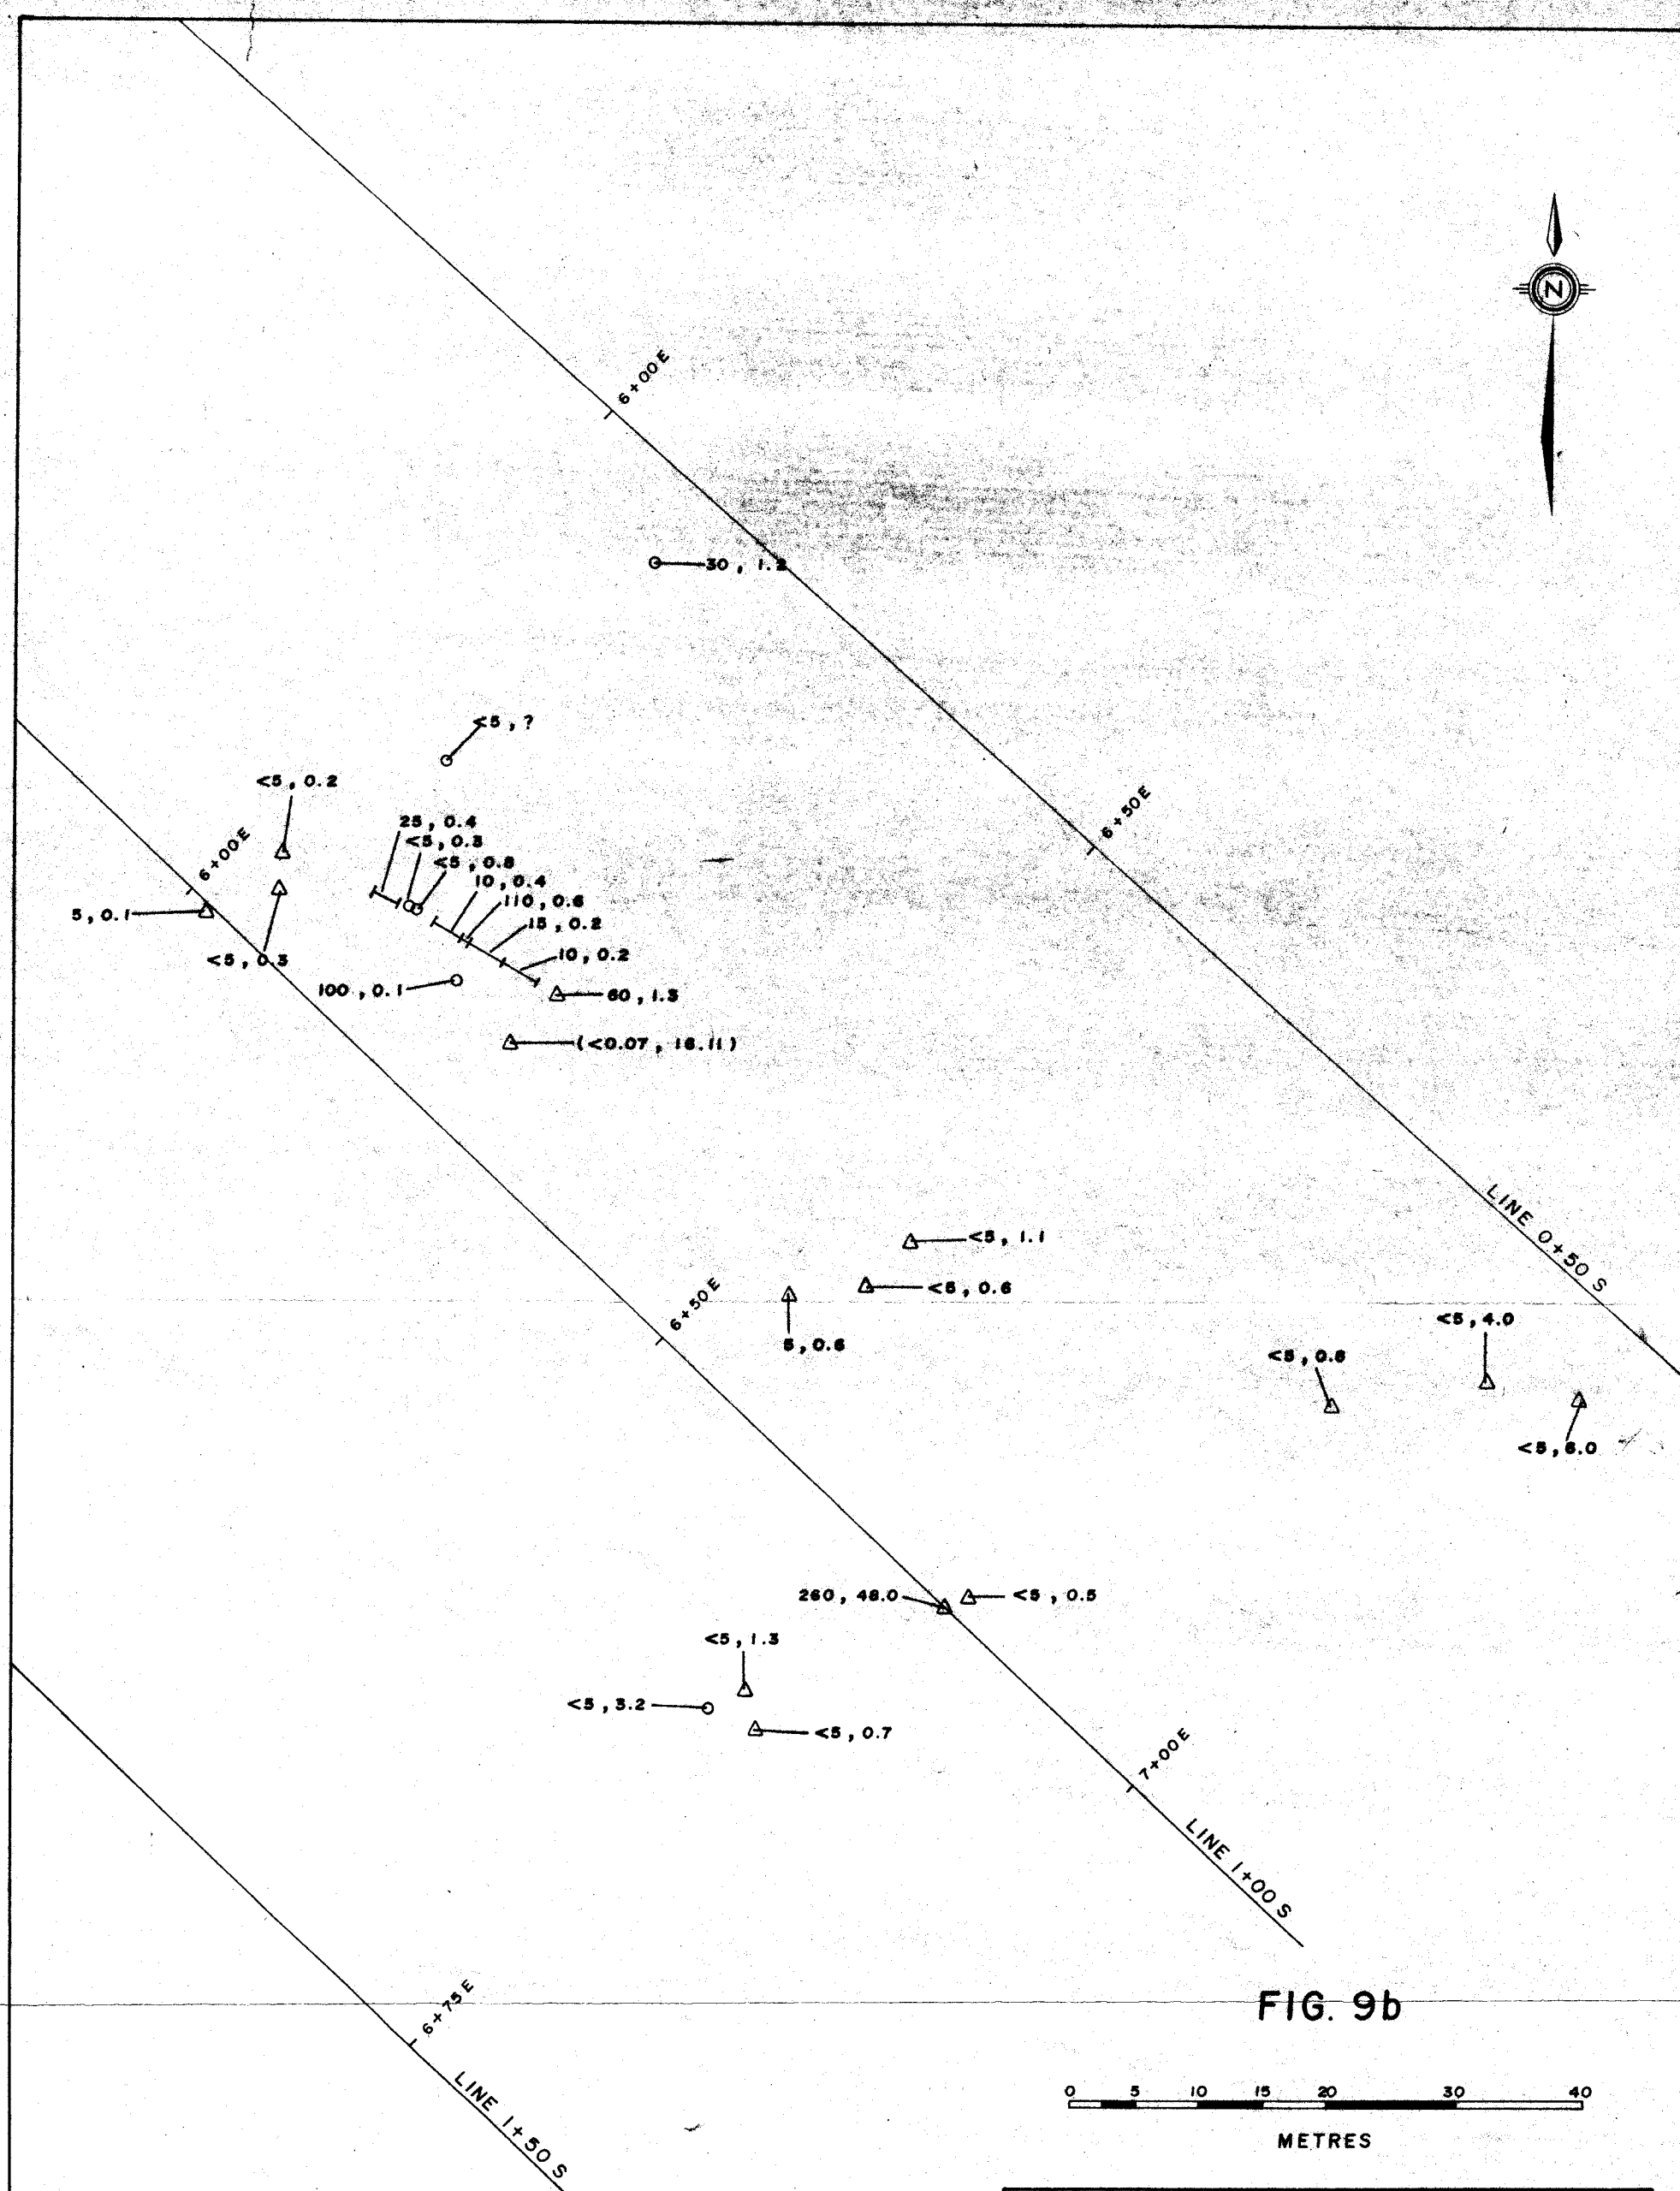 N
6+00E
30, 1.2
<5, ?
<5, 0.2
25, 0.4
<5, 0.3
<5, 0.8
10, 0.4
110, 0.6
15, 0.2
10, 0.2
6+00E
5, 0.1
<5, 0.3
100, 0.1
60, 1.3
(<0.07, 16.11)
6+50E
LINE 0+50 S
<5, 1.1
<5, 0.6
5, 0.6
6+50E
<5, 4.0
<5, 0.8
<5, 6.0
260, 48.0
<5, 0.5
<5, 1.3
<5, 3.2
<5, 0.7
7+00E
LINE 1+00 S
6+75E
LINE 1+50 S
FIG. 9b
0 5 10 15 20 30 40
METRES